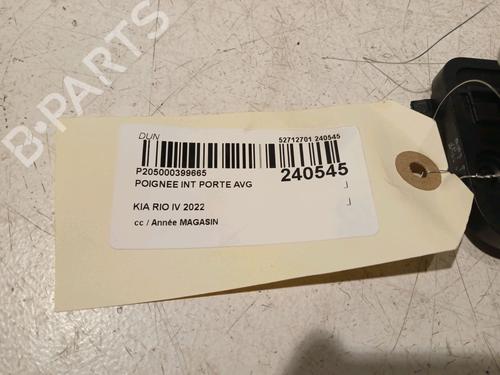 B-PARTS
DUN
52712701 240545
P205000399665
POIGNEE INT PORTE AVG
240545
KIA RIO IV 2022
cc / Année MAGASIN